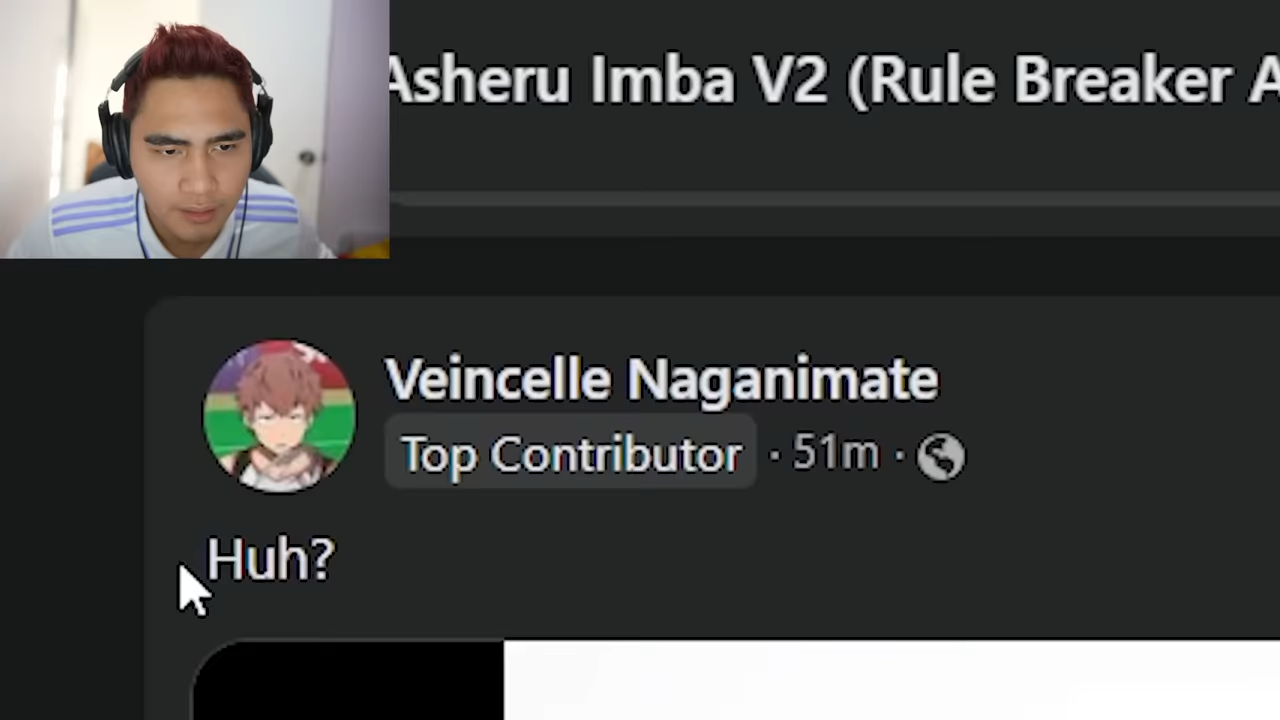 Asheru Imba V2 (Rule Breaker A
Veincelle Naganimate
Top Contributor · 51m ·
Huh?